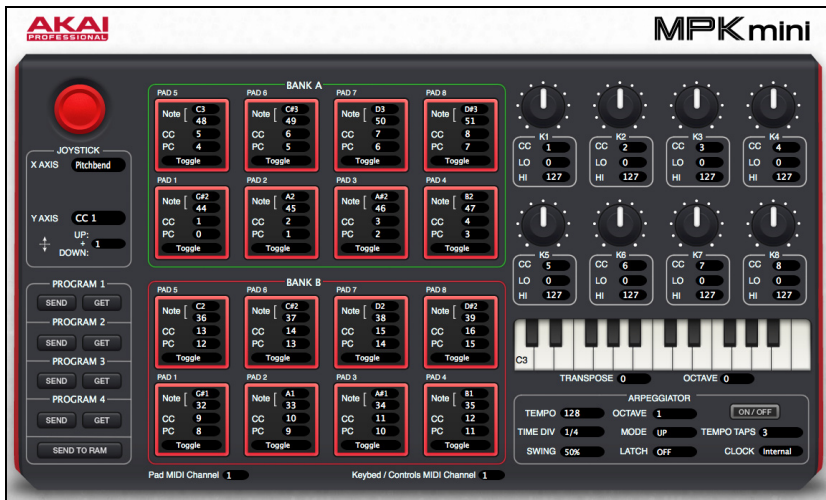 AKAI
PROFESSIONAL
MPKmini
JOYSTICK
X AXIS Pitchbend
Y AXIS CC 1
UP:
+ 1
DOWN:
PROGRAM 1
SEND GET
PROGRAM 2
SEND GET
PROGRAM 3
SEND GET
PROGRAM 4
SEND GET
SEND TO RAM
BANK A
PAD 5 PAD 6 PAD 7 PAD 8
Note [ C3 Note [ C#3 Note [ D3 Note [ D#3
48 49 50 51
CC 5 CC 6 CC 7 CC 8
PC 4 PC 5 PC 6 PC 7
Toggle Toggle Toggle Toggle
PAD 1 PAD 2 PAD 3 PAD 4
Note [ G#2 Note [ A2 Note [ A#2 Note [ B2
44 45 46 47
CC 1 CC 2 CC 3 CC 4
PC 0 PC 1 PC 2 PC 3
Toggle Toggle Toggle Toggle
BANK B
PAD 5 PAD 6 PAD 7 PAD 8
Note [ C2 Note [ C#2 Note [ D2 Note [ D#2
36 37 38 39
CC 13 CC 14 CC 15 CC 16
PC 12 PC 13 PC 14 PC 15
Toggle Toggle Toggle Toggle
PAD 1 PAD 2 PAD 3 PAD 4
Note [ G#1 Note [ A1 Note [ A#1 Note [ B1
32 33 34 35
CC 9 CC 10 CC 11 CC 12
PC 8 PC 9 PC 10 PC 11
Toggle Toggle Toggle Toggle
Pad MIDI Channel 1 Keybed / Controls MIDI Channel 1
K1 K2 K3 K4
CC 1 CC 2 CC 3 CC 4
LO 0 LO 0 LO 0 LO 0
HI 127 HI 127 HI 127 HI 127
K5 K6 K7 K8
CC 5 CC 6 CC 7 CC 8
LO 0 LO 0 LO 0 LO 0
HI 127 HI 127 HI 127 HI 127
C3
TRANSPOSE 0 OCTAVE 0
ARPEGGIATOR
TEMPO 128 OCTAVE 1 ON / OFF
TIME DIV 1/4 MODE UP TEMPO TAPS 3
SWING 50% LATCH OFF CLOCK Internal